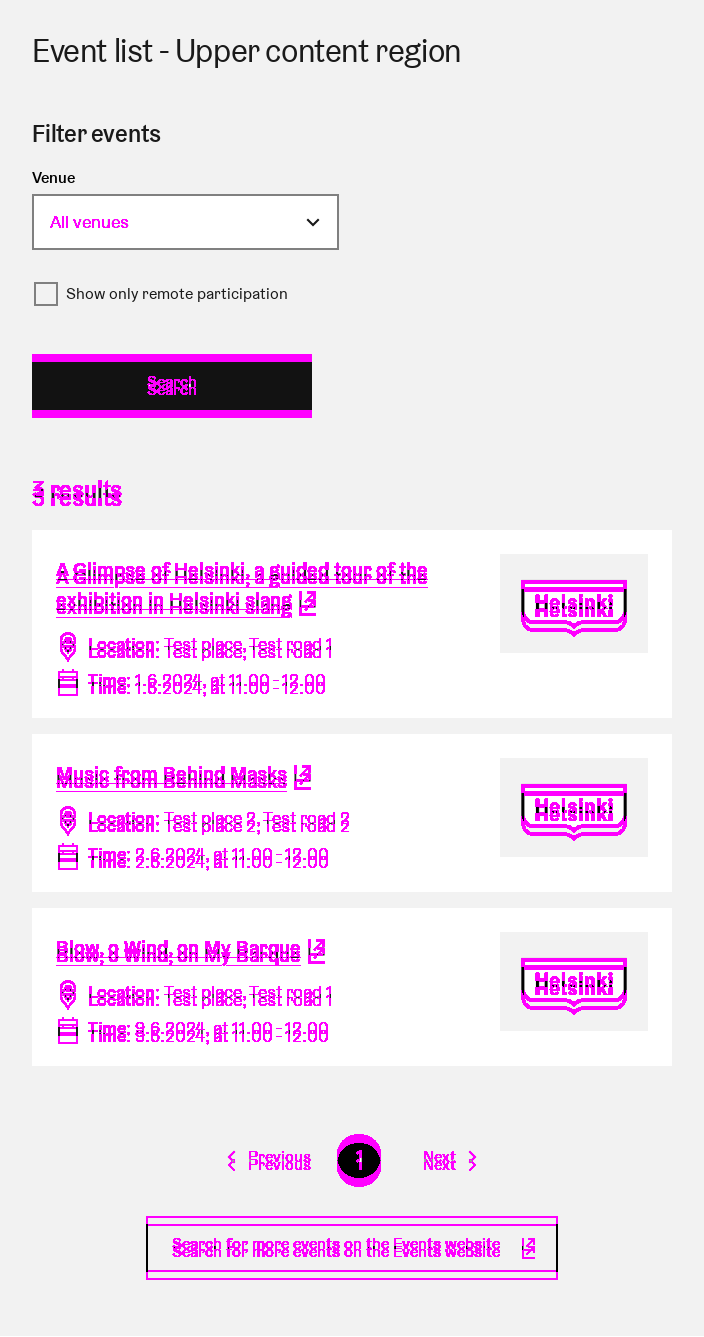 Event list - Upper content region
Filter events
Venue
All venues
Show only remote participation
Search
3 results
A Glimpse of Helsinki, a guided tour of the
exhibition in Helsinki slang
Helsinki
Location: Test place, Test road 1
Time: 1.6.2024, at 11.00 - 12.00
Music from Behind Masks
Helsinki
Location: Test place 2, Test road 2
Time: 2.6.2024, at 11.00 - 12.00
Blow, o Wind, on My Barque
Helsinki
Location: Test place, Test road 1
Time: 3.6.2024, at 11.00 - 12.00
Previous 1 Next
Search for more events on the Events website